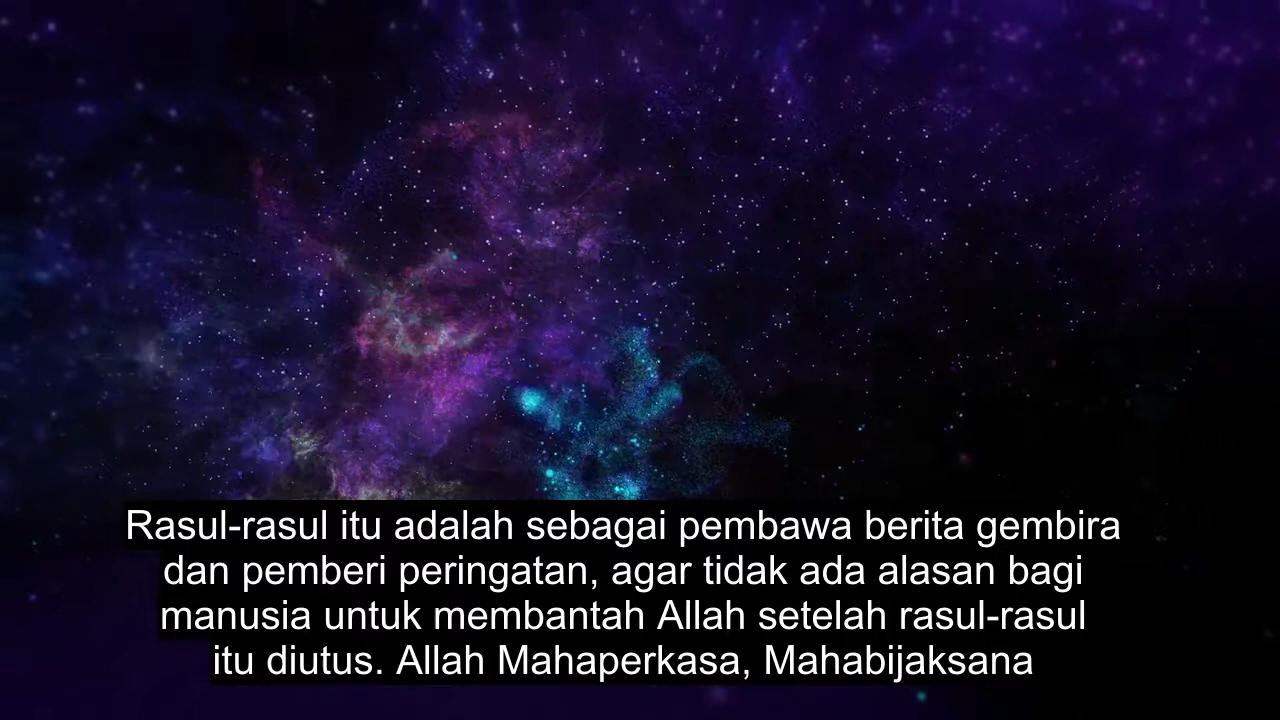 Rasul-rasul itu adalah sebagai pembawa berita gembira
dan pemberi peringatan, agar tidak ada alasan bagi
manusia untuk membantah Allah setelah rasul-rasul
itu diutus. Allah Mahaperkasa, Mahabijaksana